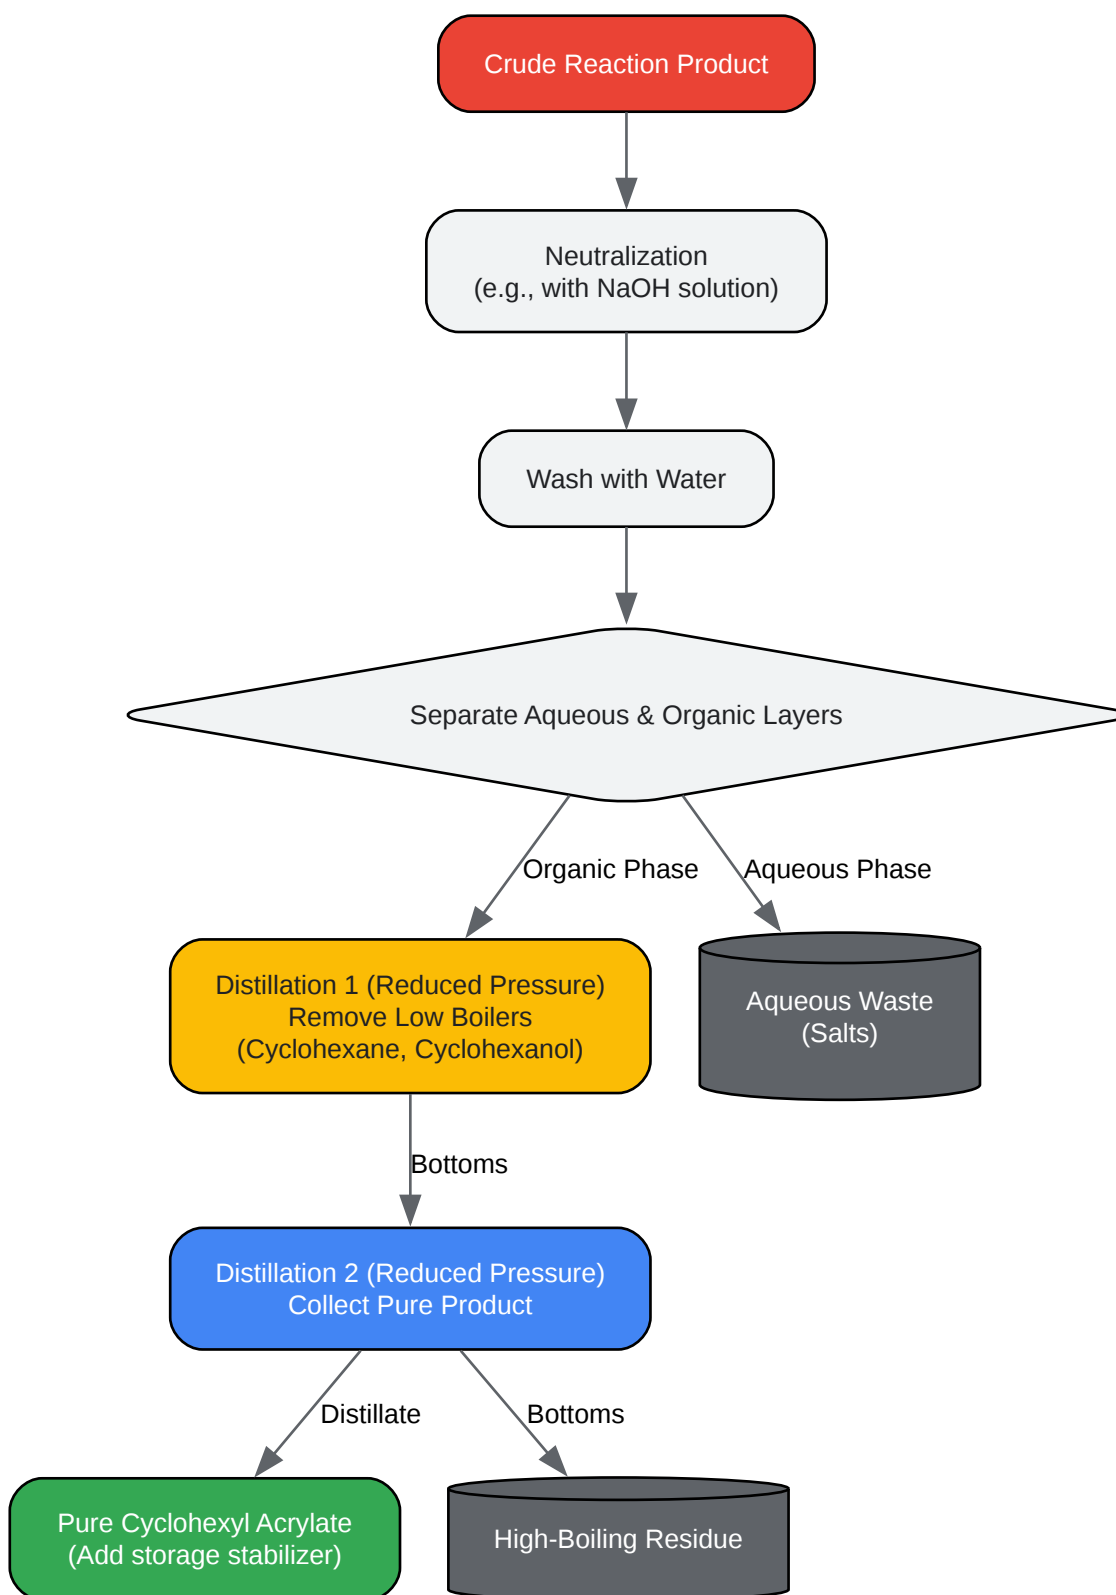 Crude Reaction Product
Neutralization
(e.g., with NaOH solution)
Wash with Water
Separate Aqueous & Organic Layers
Organic Phase
Aqueous Phase
Distillation 1 (Reduced Pressure)
Remove Low Boilers
(Cyclohexane, Cyclohexanol)
Aqueous Waste
(Salts)
Bottoms
Distillation 2 (Reduced Pressure)
Collect Pure Product
Distillate
Bottoms
Pure Cyclohexyl Acrylate
(Add storage stabilizer)
High-Boiling Residue